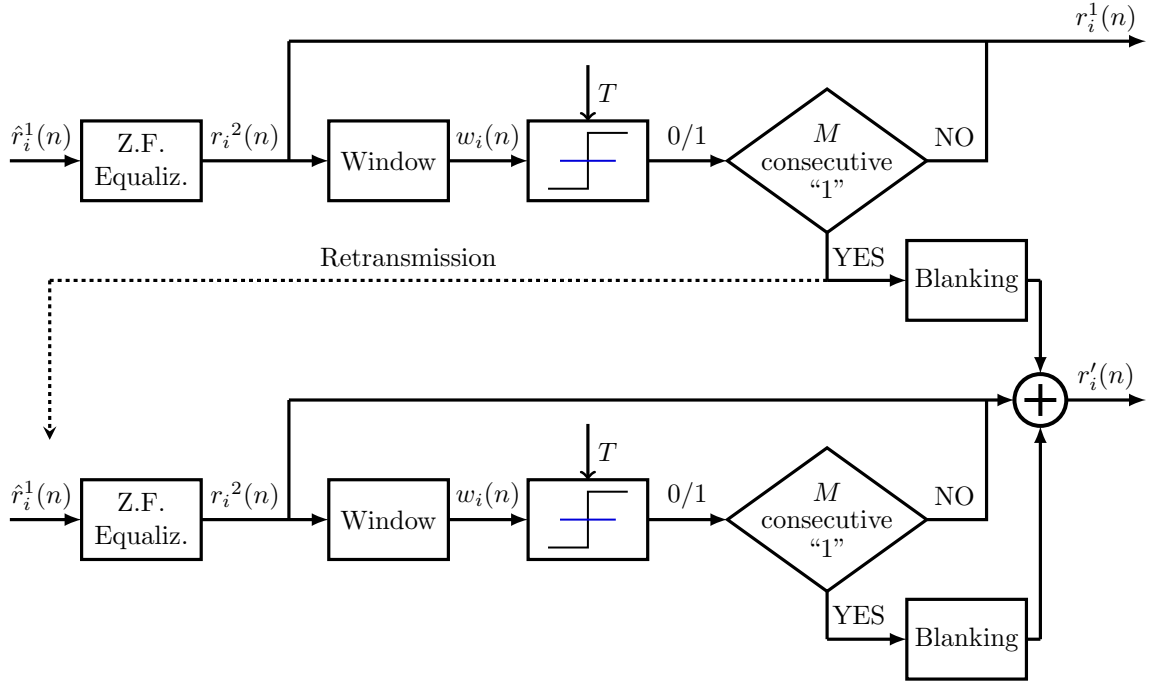 r_i^1(n)
r̂_i^1(n)
Z.F.
Equaliz.
r_i^2(n)
Window
w_i(n)
T
0/1
M
consecutive
“1”
NO
YES
Retransmission
Blanking
r'_i(n)
r̂_i^1(n)
Z.F.
Equaliz.
r_i^2(n)
Window
w_i(n)
T
0/1
M
consecutive
“1”
NO
YES
Blanking